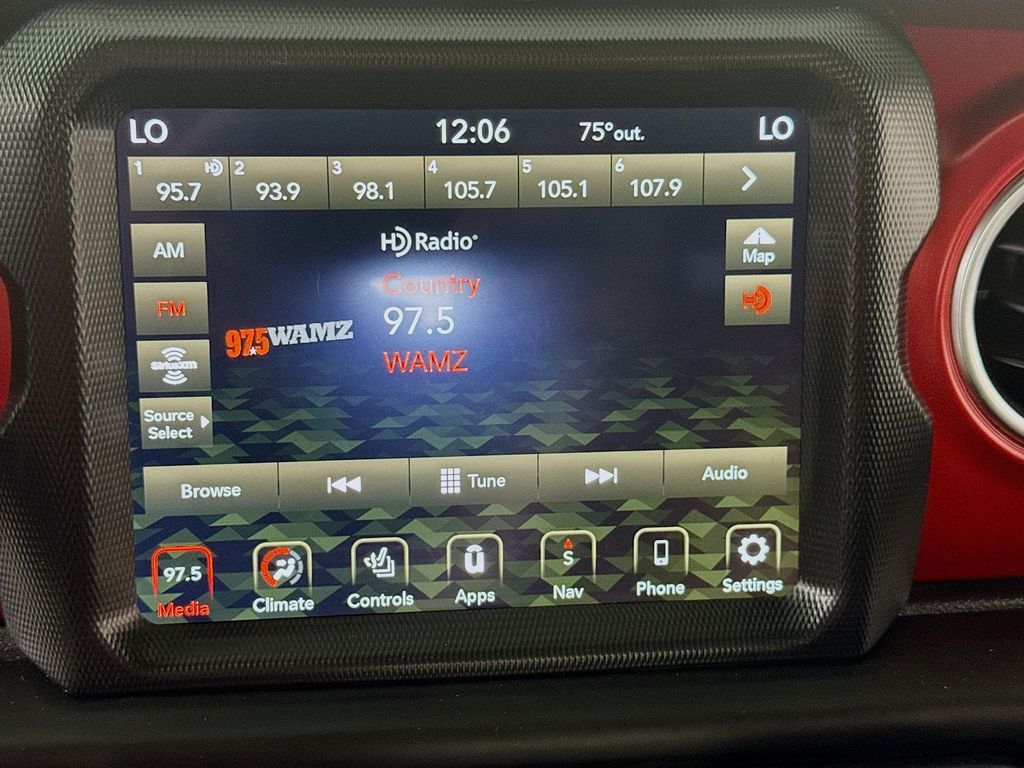 LO 12:06 75° out. LO
1 95.7 HD 2 93.9 3 98.1 4 105.7 5 105.1 6 107.9
HD Radio
AM
Map
Country
FM
HD
97.5
97.5 WAMZ
WAMZ
SiriusXM
Source
Select
Browse Tune Audio
97.5 S
Media Climate Controls Apps Nav Phone Settings